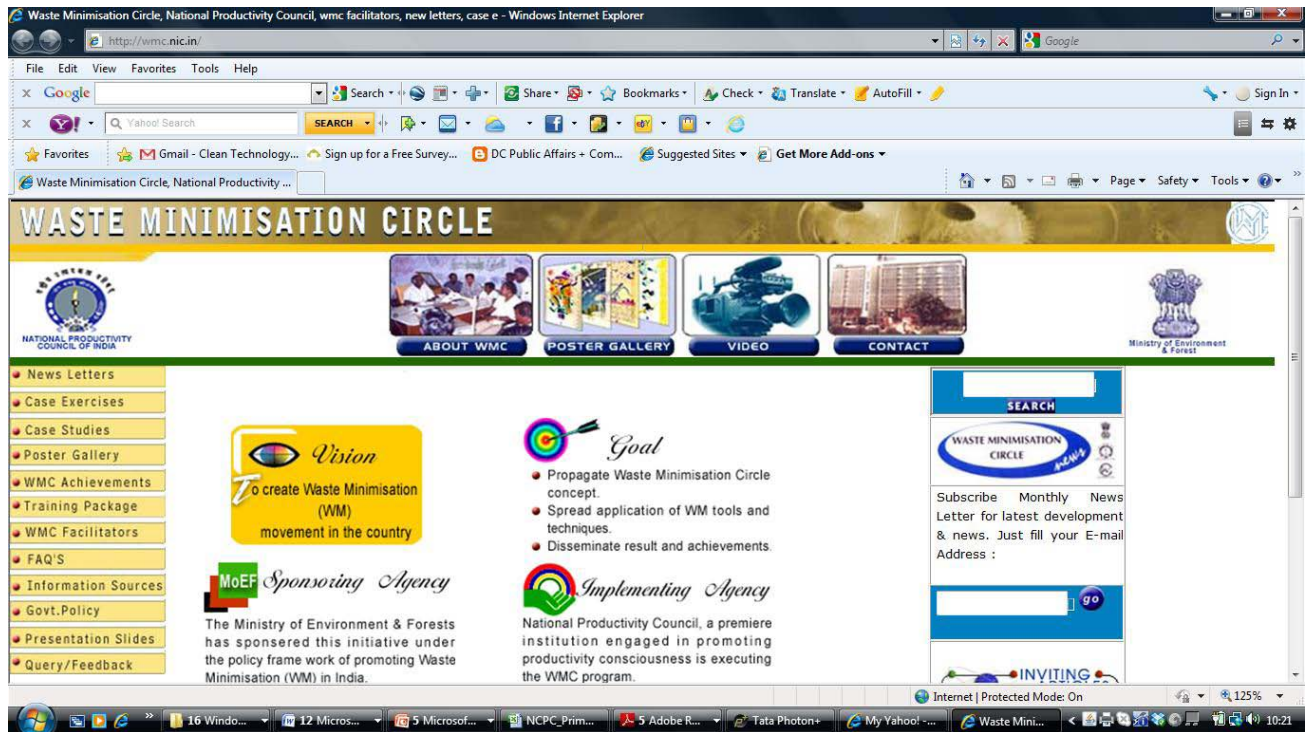 Waste Minimisation Circle, National Productivity Council, wmc facilitators, new letters, case e - Windows Internet Explorer
http://wmc.nic.in/
Google
File Edit View Favorites Tools Help
x Google Search Share Bookmarks Check Translate AutoFill Sign In
x Y! Yahoo! Search SEARCH eBY
Favorites Gmail - Clean Technology... Sign up for a Free Survey... DC Public Affairs + Com... Suggested Sites Get More Add-ons
Waste Minimisation Circle, National Productivity ... Page Safety Tools
WASTE MINIMISATION CIRCLE
NATIONAL PRODUCTIVITY
COUNCIL OF INDIA
ABOUT WMC POSTER GALLERY VIDEO CONTACT
Ministry of Environment
& Forest
News Letters
Case Exercises
Case Studies
Poster Gallery
WMC Achievements
Training Package
WMC Facilitators
FAQ'S
Information Sources
Govt.Policy
Presentation Slides
Query/Feedback
Vision
To create Waste Minimisation
(WM)
movement in the country
Goal
Propagate Waste Minimisation Circle
concept.
Spread application of WM tools and
techniques.
Disseminate result and achievements.
MoEF Sponsoring Agency
The Ministry of Environment & Forests
has sponsered this initiative under
the policy frame work of promoting Waste
Minimisation (WM) in India.
Implementing Agency
National Productivity Council, a premiere
institution engaged in promoting
productivity consciousness is executing
the WMC program.
SEARCH
WASTE MINIMISATION
CIRCLE
news
Subscribe Monthly News
Letter for latest development
& news. Just fill your E-mail
Address :
go
INVITING
Internet | Protected Mode: On 125%
16 Windo... 12 Micros... 5 Microsof... NCPC_Prim... 5 Adobe R... Tata Photon+ My Yahoo! -... Waste Mini... 10:21